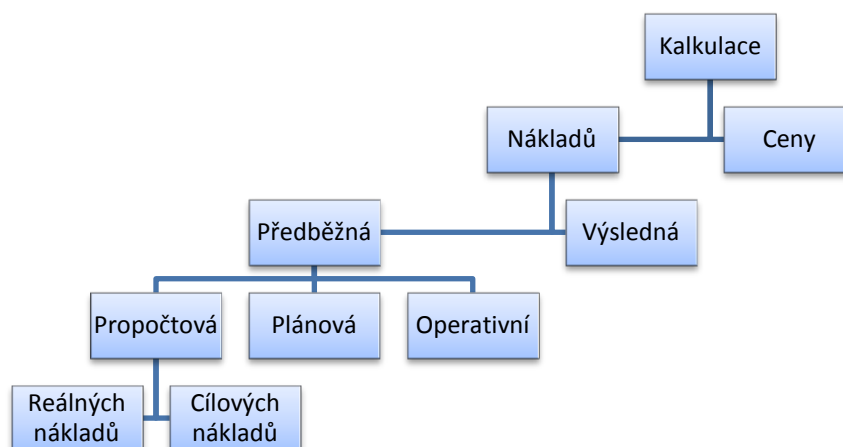 Kalkulace
Nákladů
Ceny
Předběžná
Výsledná
Propočtová
Plánová
Operativní
Reálných
nákladů
Cílových
nákladů